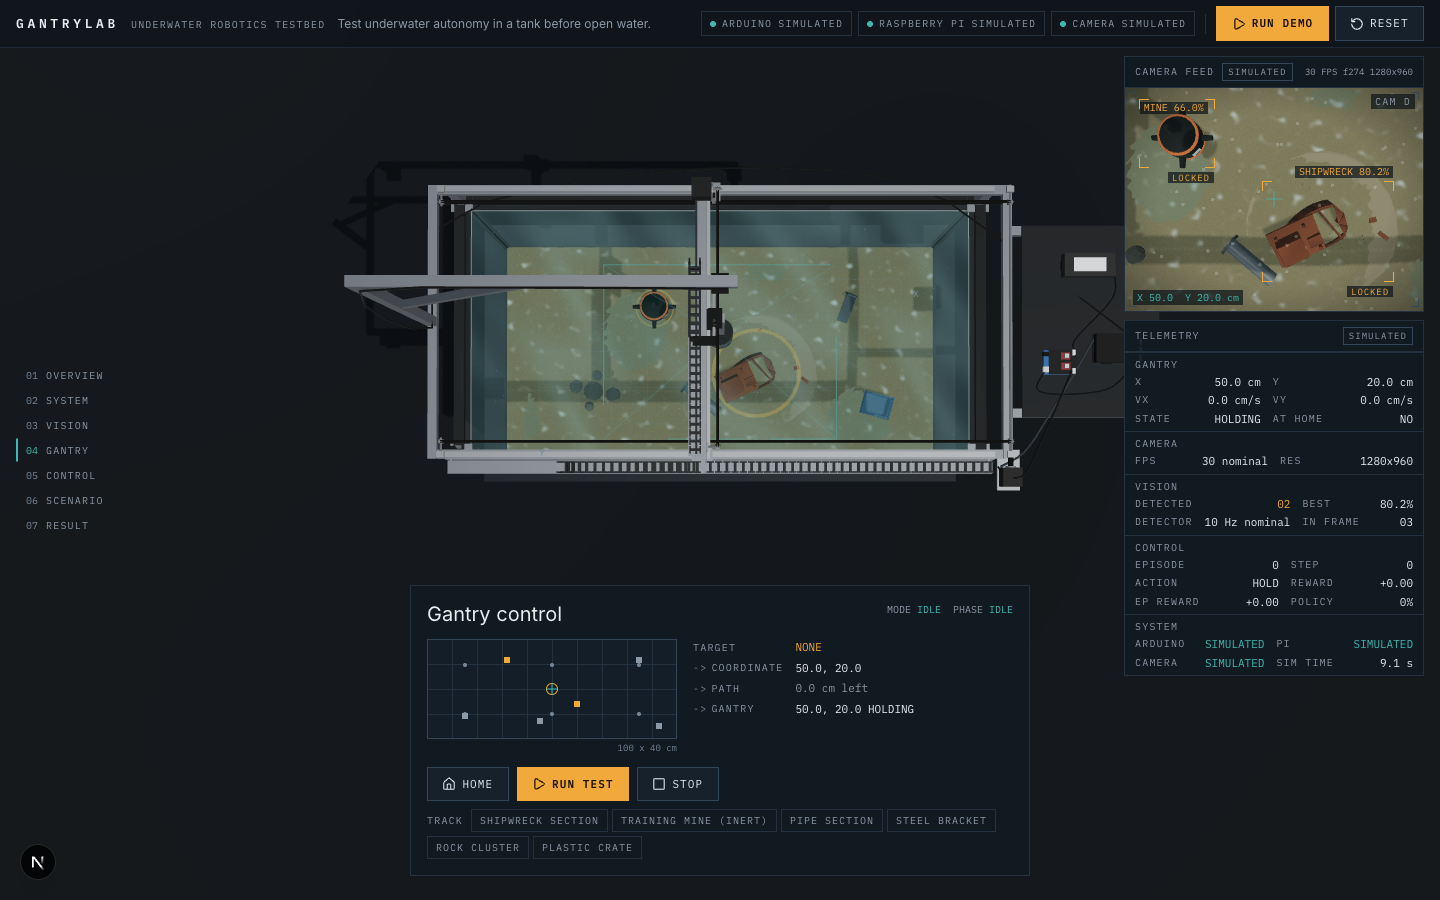 GANTRYLAB UNDERWATER ROBOTICS TESTBED Test underwater autonomy in a tank before open water. ARDUINO SIMULATED RASPBERRY PI SIMULATED CAMERA SIMULATED RUN DEMO RESET
CAMERA FEED SIMULATED 30 FPS f274 1280x960
MINE 66.0% CAM D
LOCKED
SHIPWRECK 80.2%
LOCKED
X 50.0 Y 20.0 cm
TELEMETRY SIMULATED
GANTRY
X 50.0 cm Y 20.0 cm
VX 0.0 cm/s VY 0.0 cm/s
STATE HOLDING AT HOME NO
CAMERA
FPS 30 nominal RES 1280x960
VISION
DETECTED 02 BEST 80.2%
DETECTOR 10 Hz nominal IN FRAME 03
CONTROL
EPISODE 0 STEP 0
ACTION HOLD REWARD +0.00
EP REWARD +0.00 POLICY 0%
SYSTEM
ARDUINO SIMULATED PI SIMULATED
CAMERA SIMULATED SIM TIME 9.1 s
01 OVERVIEW
02 SYSTEM
03 VISION
04 GANTRY
05 CONTROL
06 SCENARIO
07 RESULT
Gantry control MODE IDLE PHASE IDLE
TARGET NONE
-> COORDINATE 50.0, 20.0
-> PATH 0.0 cm left
-> GANTRY 50.0, 20.0 HOLDING
100 x 40 cm
HOME RUN TEST STOP
TRACK SHIPWRECK SECTION TRAINING MINE (INERT) PIPE SECTION STEEL BRACKET
ROCK CLUSTER PLASTIC CRATE
N